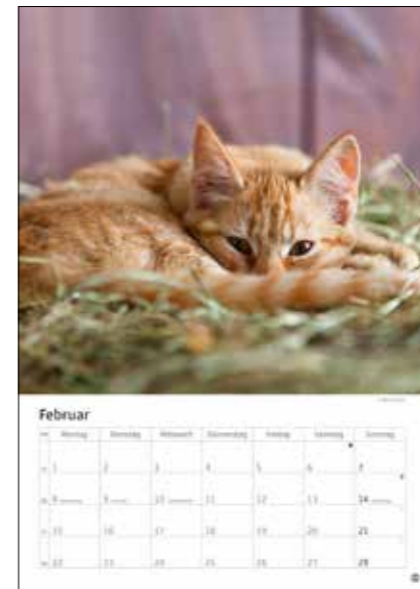 Februar
Montag Dienstag Mittwoch Donnerstag Freitag Samstag Sonntag
1 2 3 4 5 6 7
8 9 10 11 12 13 14
15 16 17 18 19 20 21
22 23 24 25 26 27 28